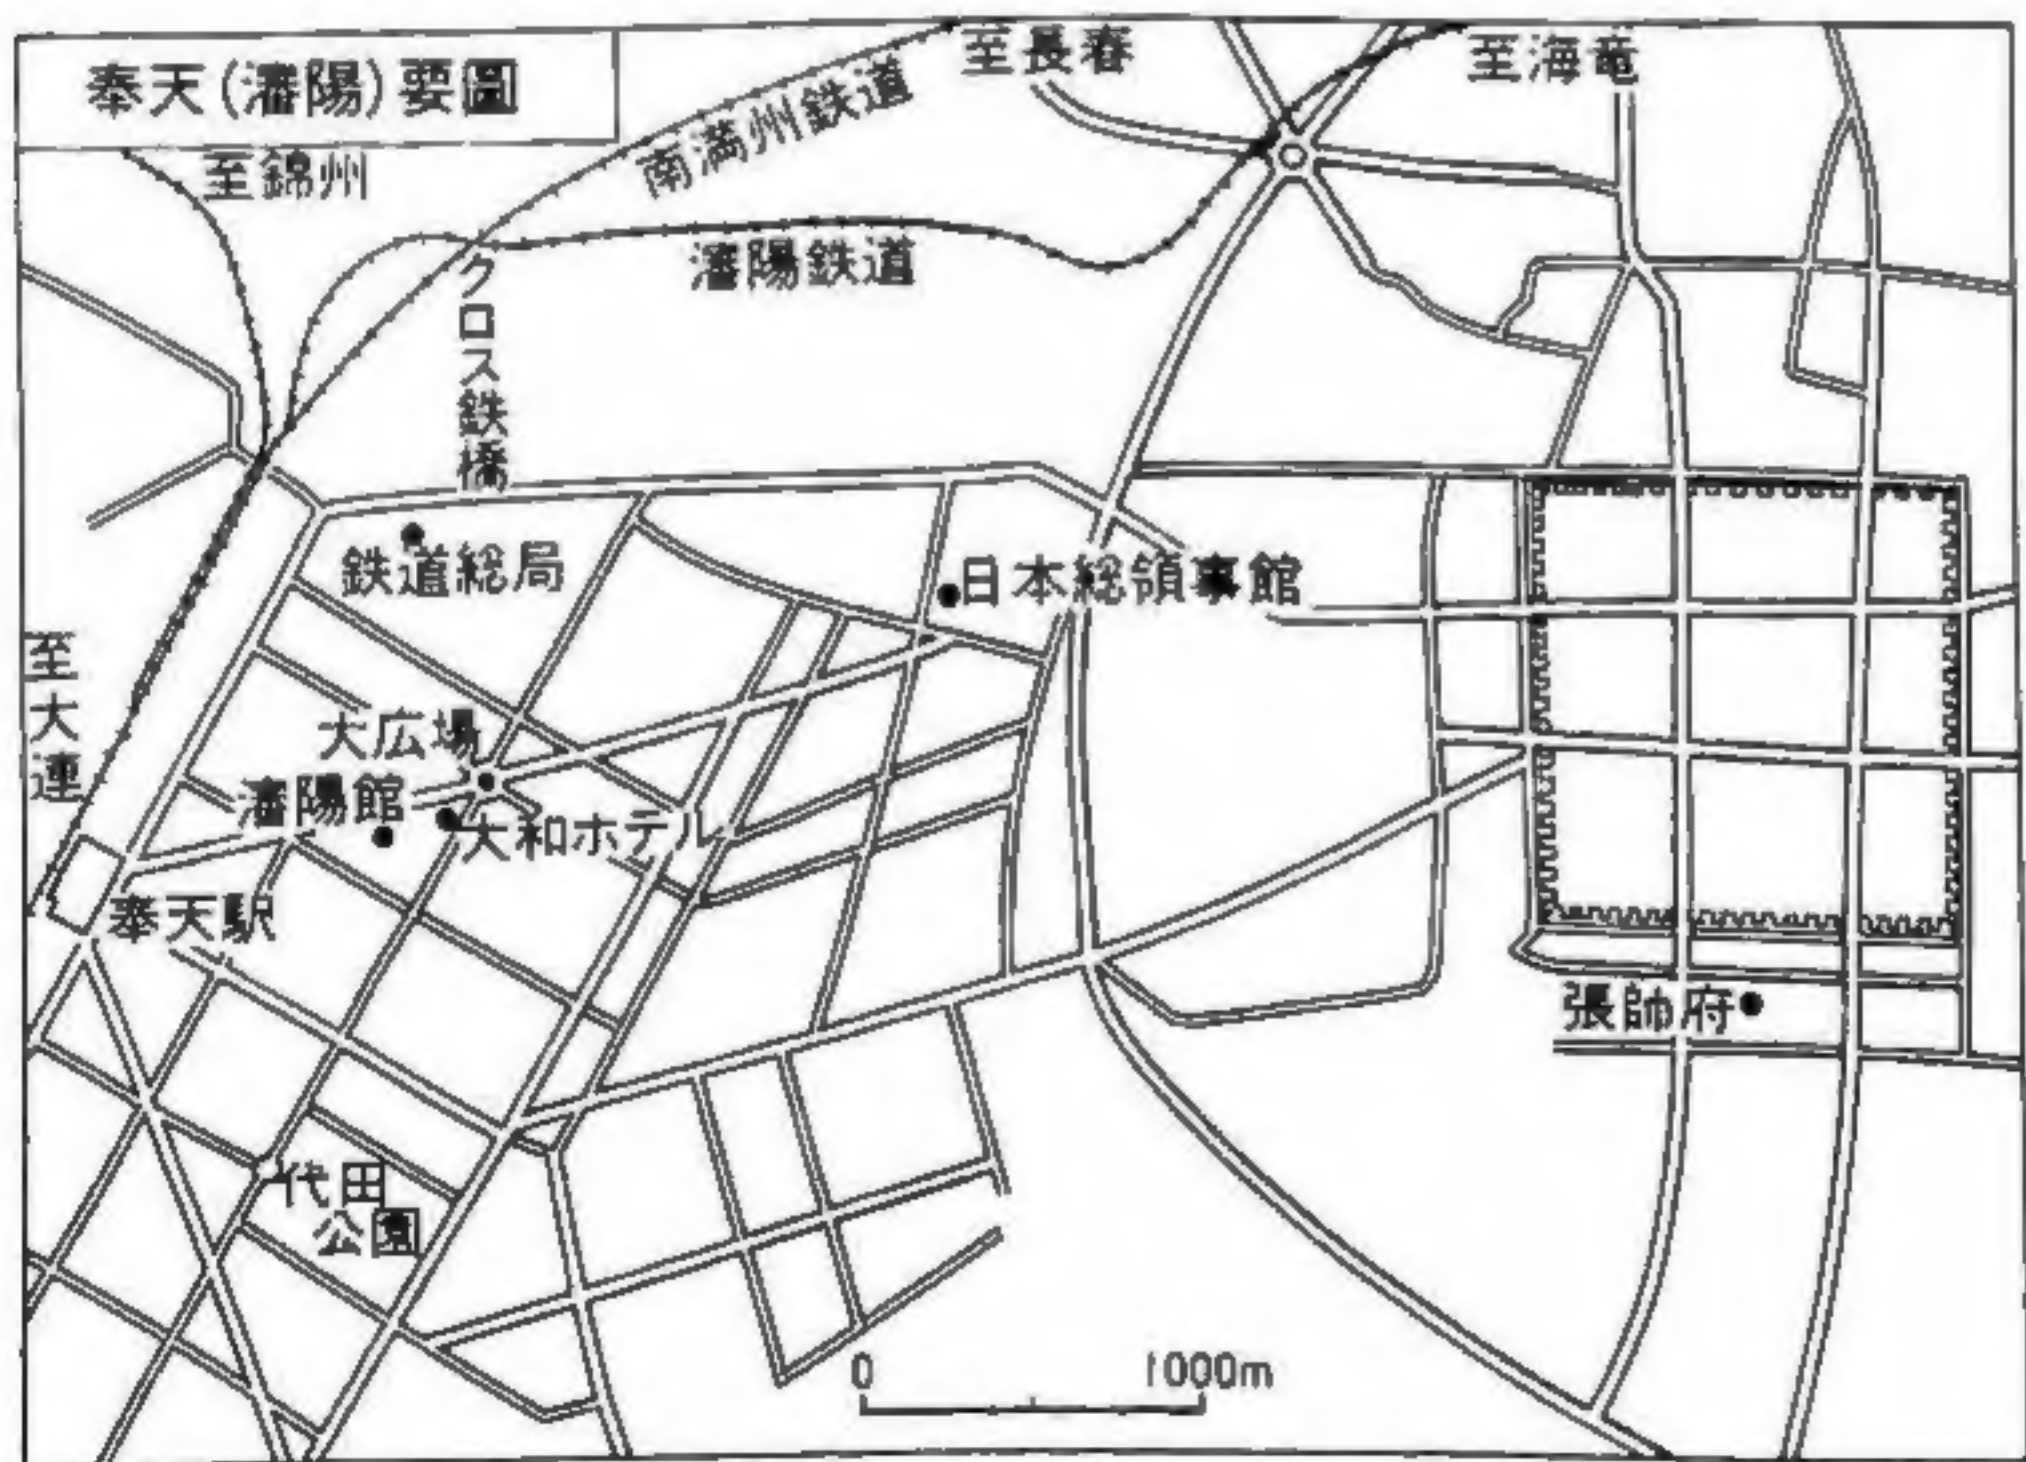 奉天(瀋陽)要圖
至長春
至海竜
至錦州
南満州鉄道
瀋陽鉄道
クロス鉄橋
鉄道総局
日本総領事館
至大連
大広場
瀋陽館
大和ホテル
奉天駅
張帥府
代田
公園
0 1000m